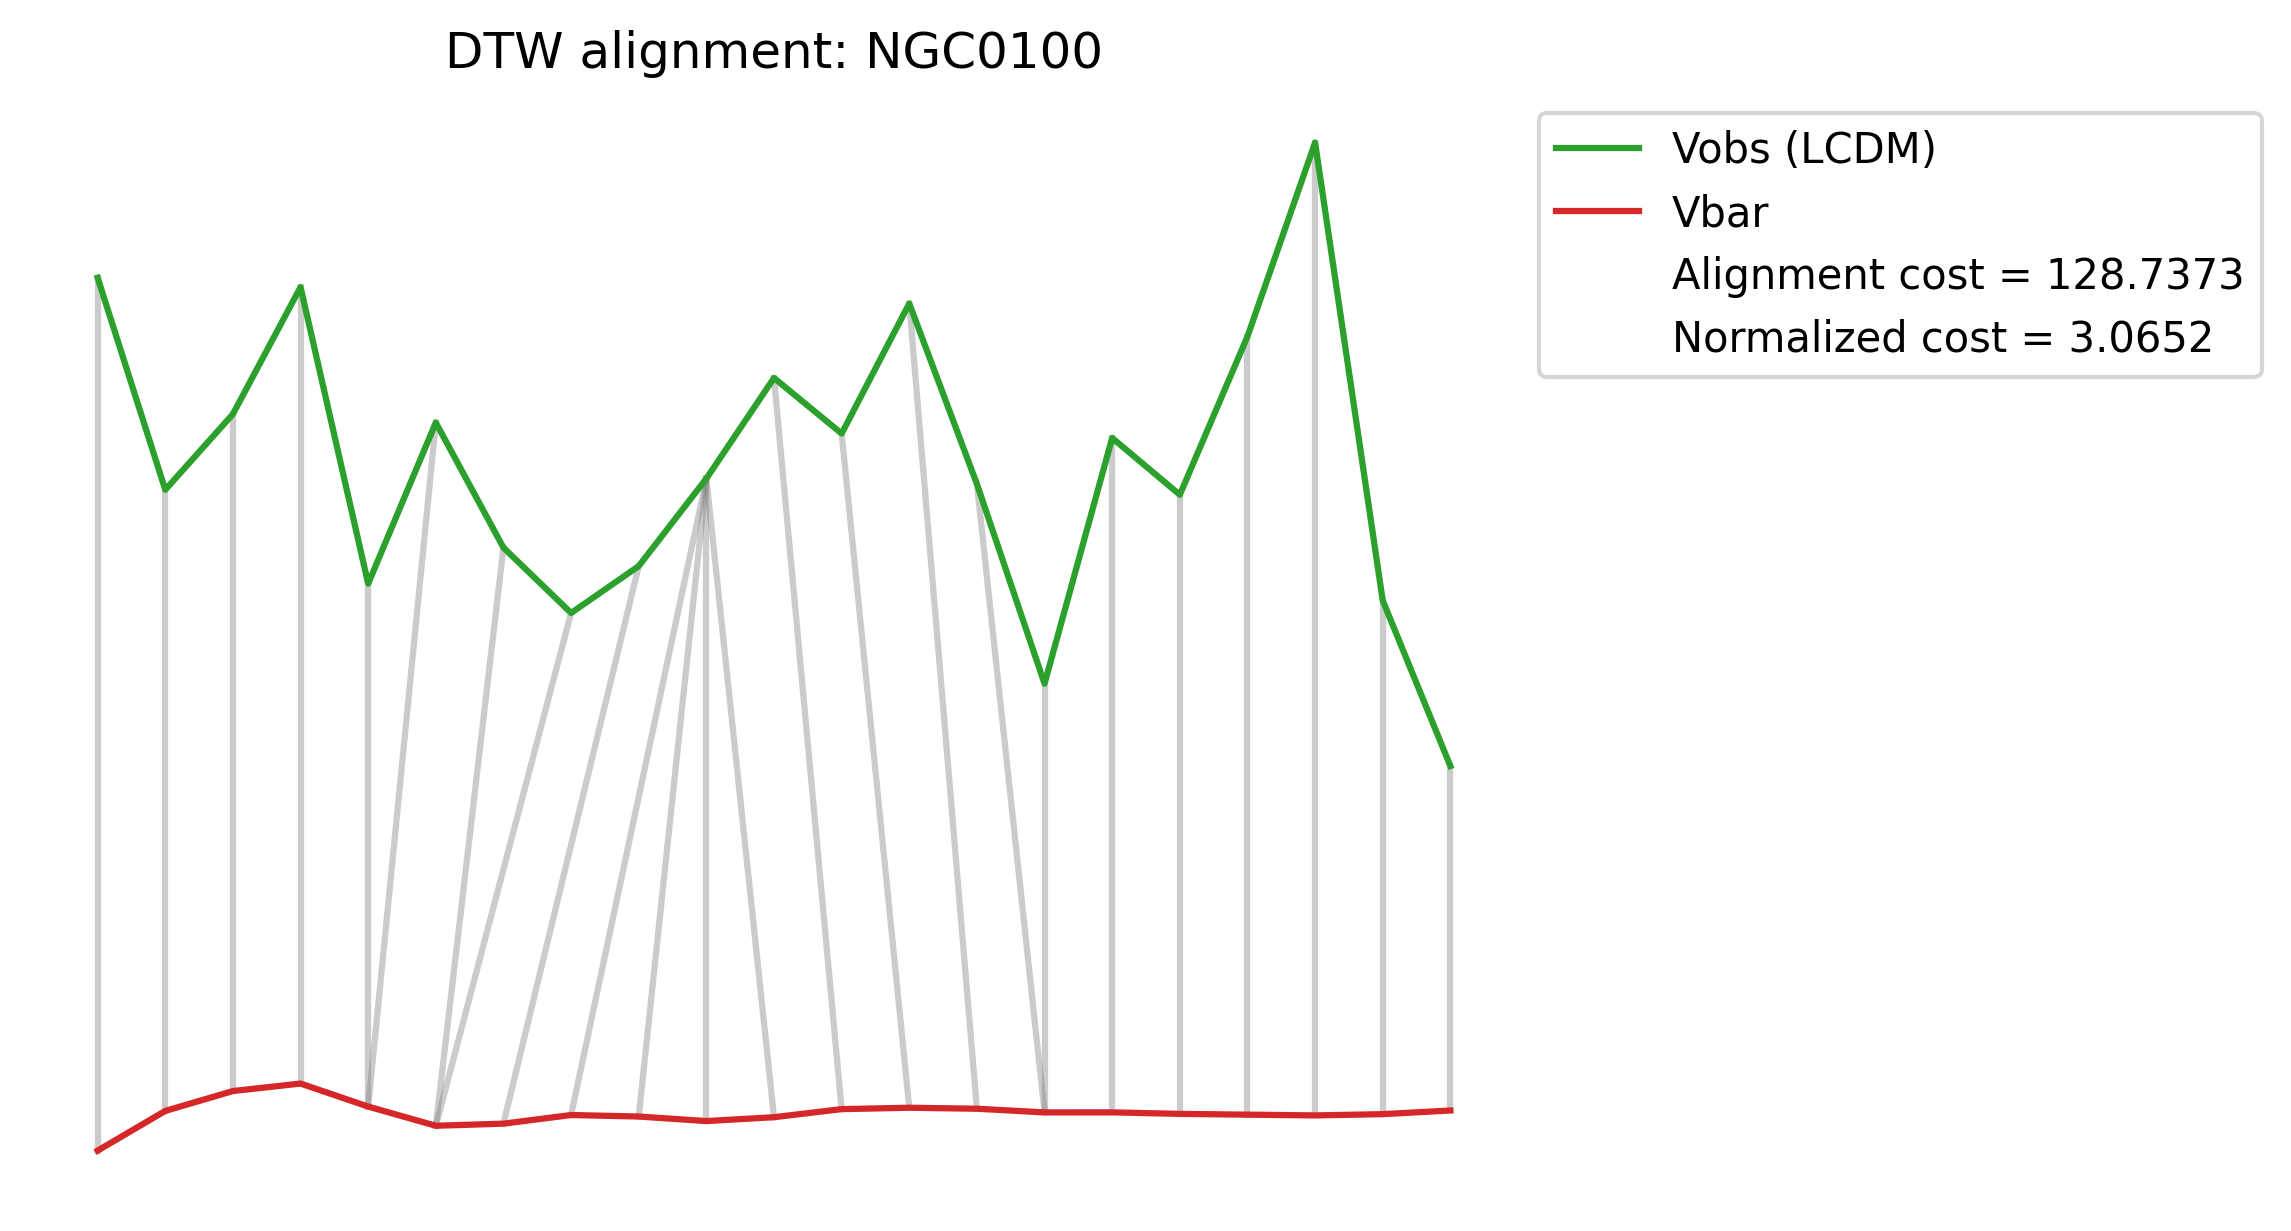 DTW alignment: NGC0100
Vobs (LCDM)
Vbar
Alignment cost = 128.7373
Normalized cost = 3.0652